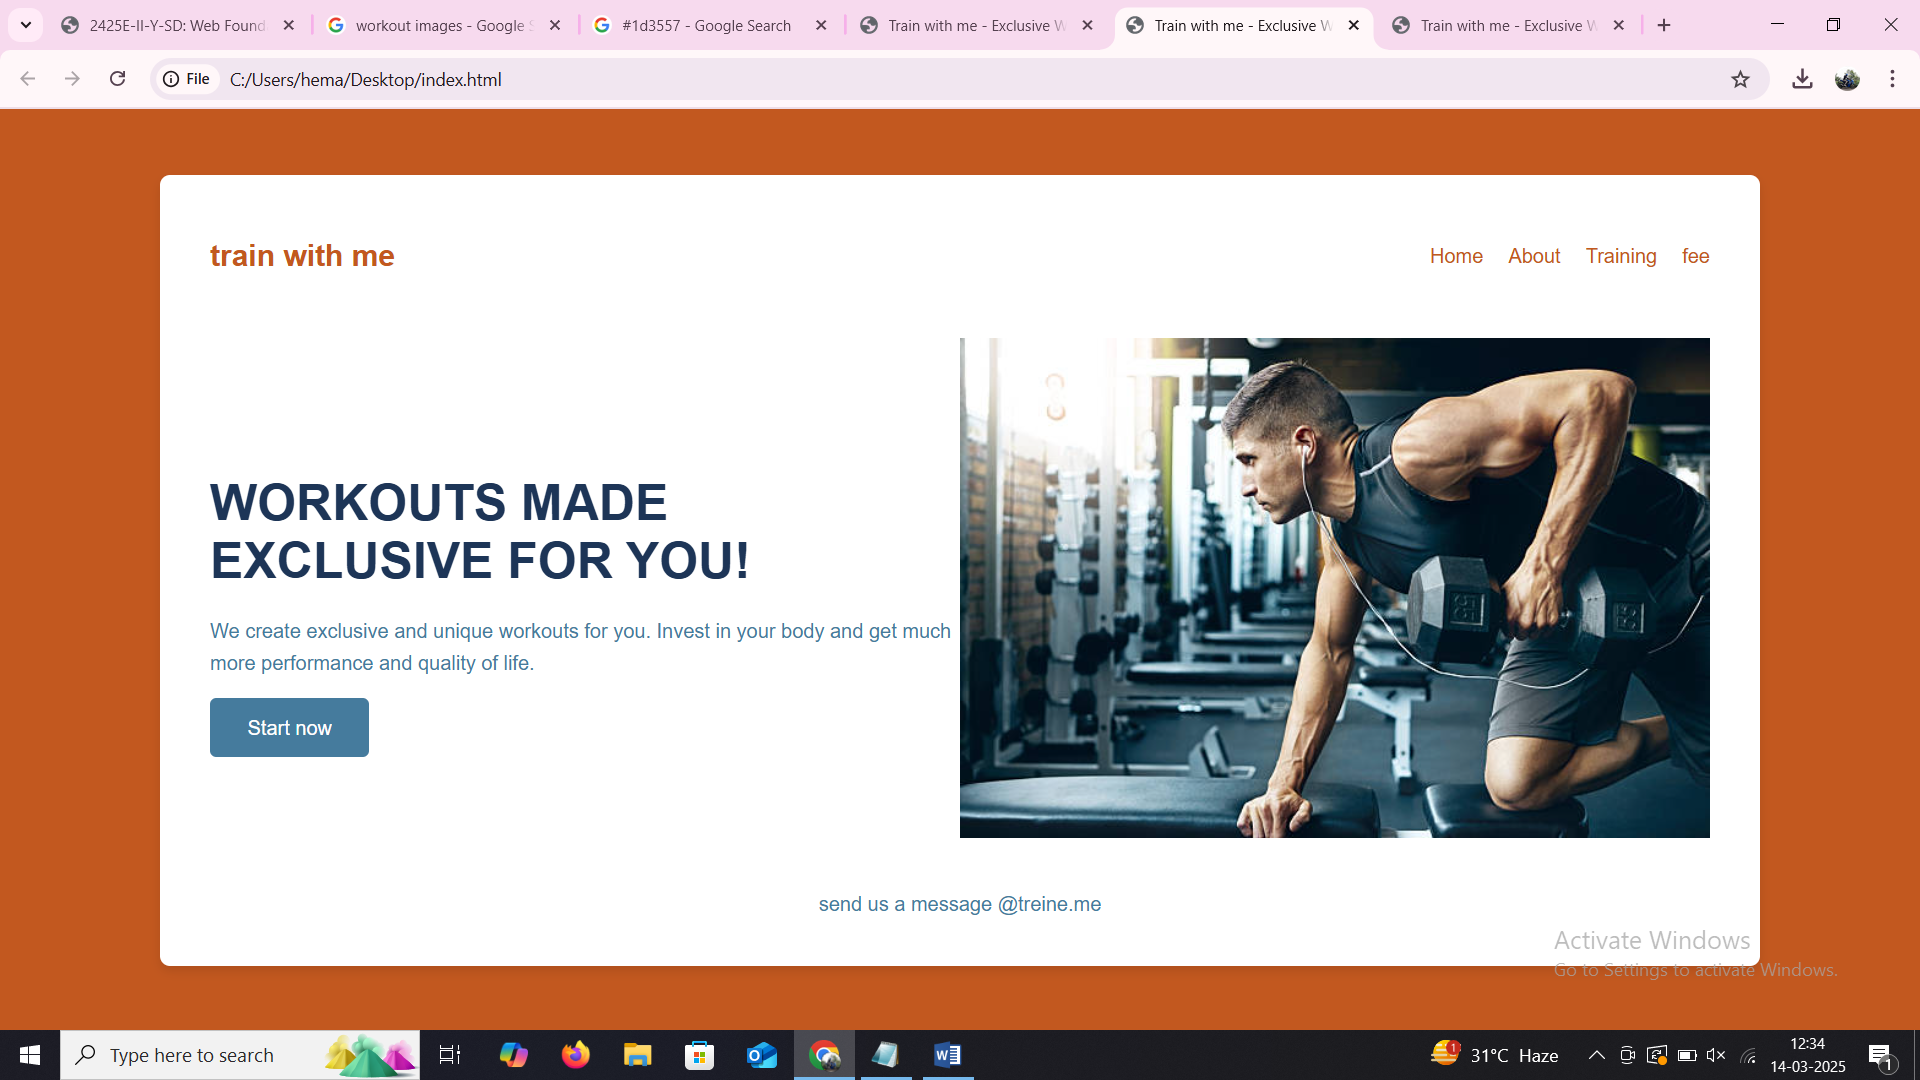 2425E-II-Y-SD: Web Found
workout images - Google S
#1d3557 - Google Search
Train with me - Exclusive W
Train with me - Exclusive W
Train with me - Exclusive W
File
C:/Users/hema/Desktop/index.html
train with me
Home About Training fee
WORKOUTS MADE
EXCLUSIVE FOR YOU!
We create exclusive and unique workouts for you. Invest in your body and get much
more performance and quality of life.
Start now
55
55
send us a message @treine.me
Activate Windows
Go to Settings to activate Windows.
Type here to search
1
31°C Haze
12:34
14-03-2025
1